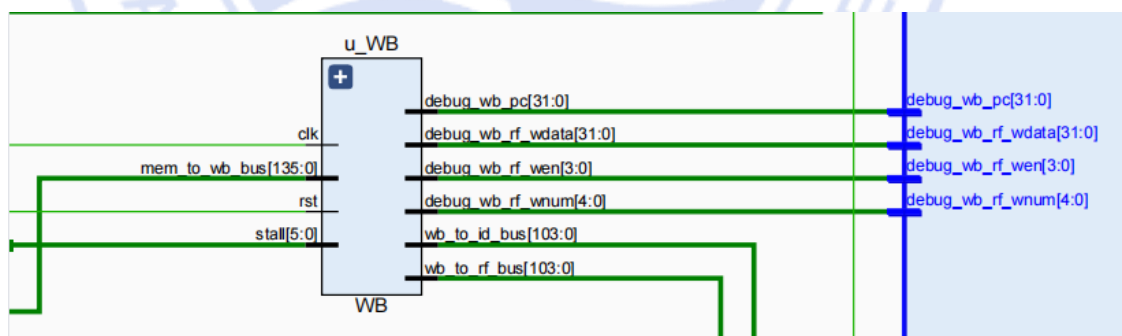 u_WB
+
debug_wb_pc[31:0]
debug_wb_pc[31:0]
clk
debug_wb_rf_wdata[31:0]
debug_wb_rf_wdata[31:0]
mem_to_wb_bus[135:0]
debug_wb_rf_wen[3:0]
debug_wb_rf_wen[3:0]
rst
debug_wb_rf_wnum[4:0]
debug_wb_rf_wnum[4:0]
stall[5:0]
wb_to_id_bus[103:0]
wb_to_rf_bus[103:0]
WB